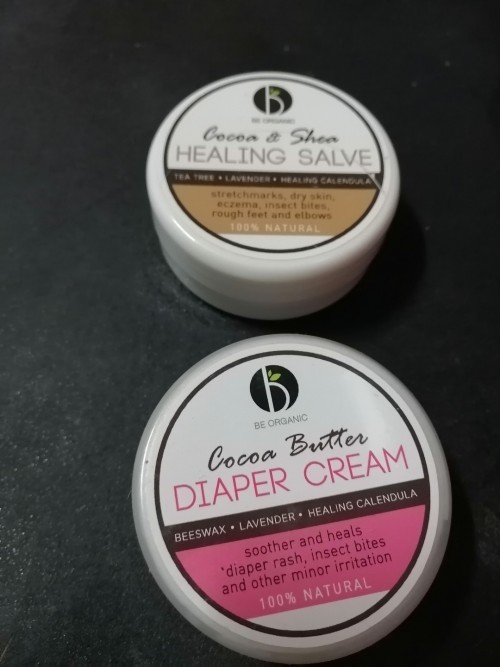 b
BE ORGANIC
Cocoa & Shea
HEALING SALVE
TEA TREE • LAVENDER • HEALING CALENDULA
stretchmarks, dry skin,
eczema, insect bites,
rough feet and elbows
100% NATURAL
b
BE ORGANIC
Cocoa Butter
DIAPER CREAM
BEESWAX • LAVENDER • HEALING CALENDULA
soother and heals
'diaper rash, insect bites
and other minor irritation
100% NATURAL